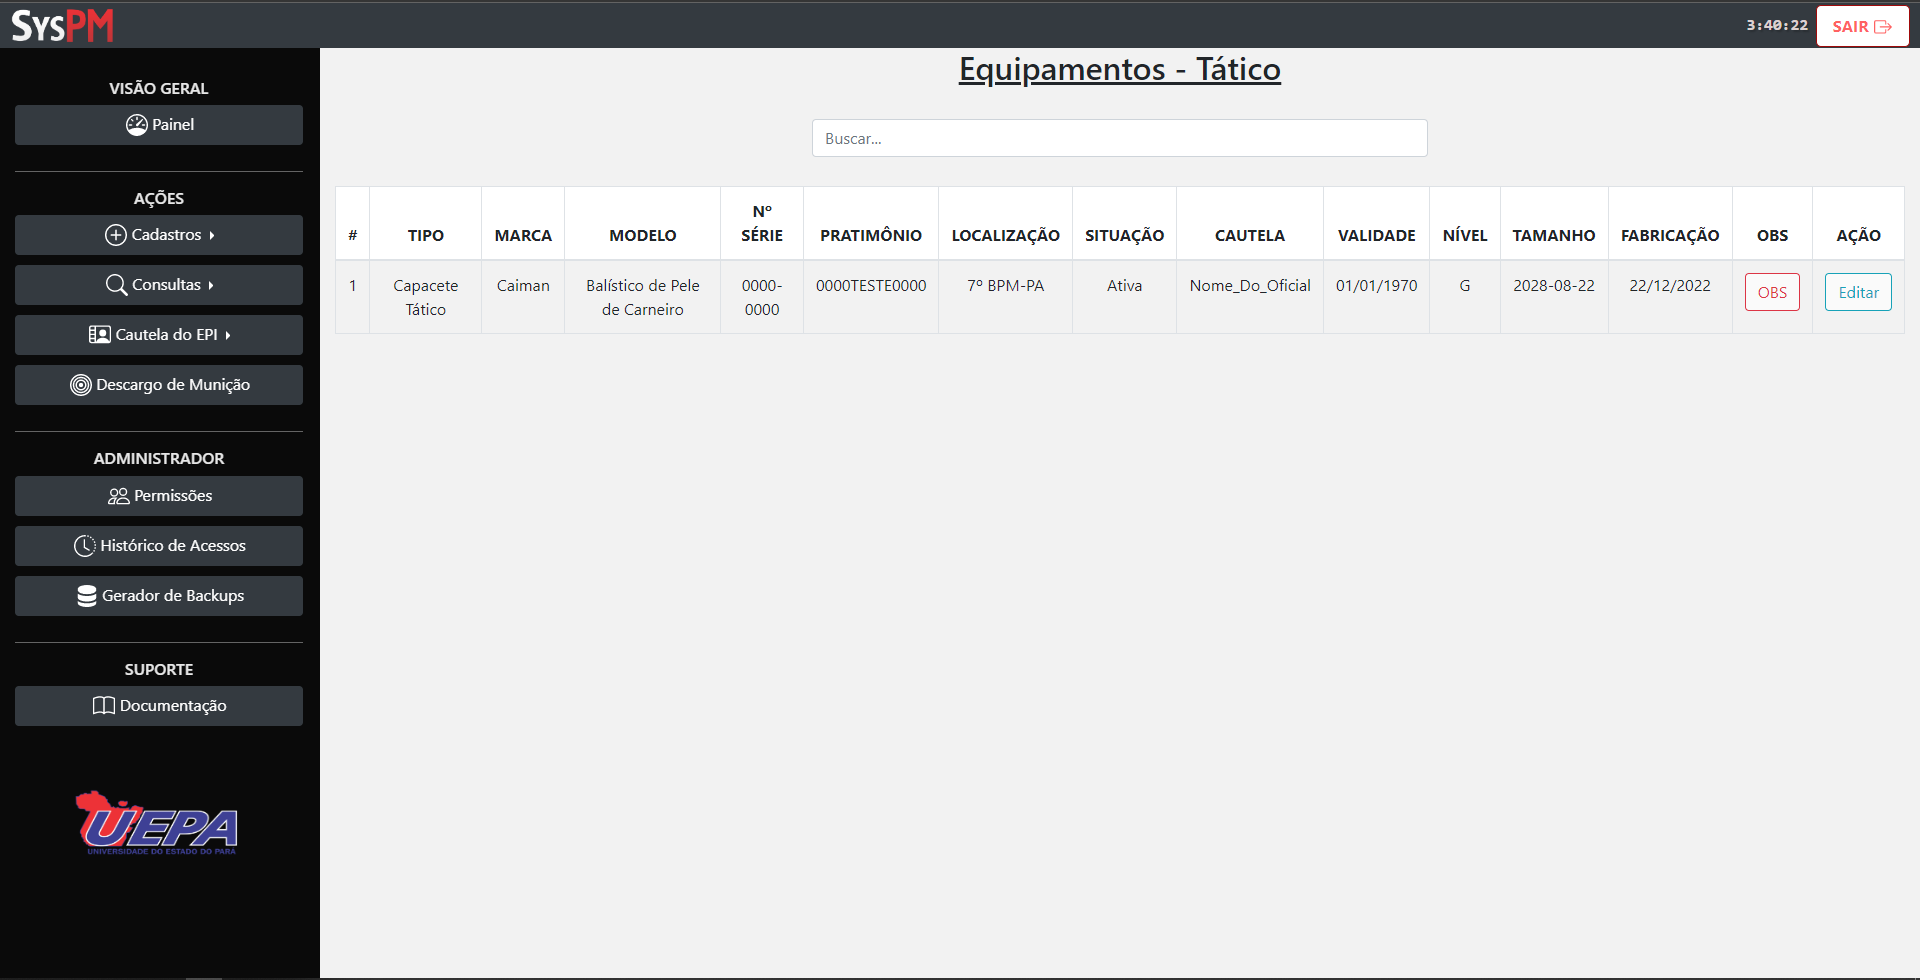 SysPM
3:40:22
SAIR
VISÃO GERAL
Painel
AÇÕES
Cadastros
Consultas
Cautela do EPI
Descargo de Munição
ADMINISTRADOR
Permissões
Histórico de Acessos
Gerador de Backups
SUPORTE
Documentação
UEPA
UNIVERSIDADE DO ESTADO DO PARÁ
Equipamentos - Tático
Buscar...
# TIPO MARCA MODELO Nº SÉRIE PRATIMÔNIO LOCALIZAÇÃO SITUAÇÃO CAUTELA VALIDADE NÍVEL TAMANHO FABRICAÇÃO OBS AÇÃO
1 Capacete Tático Caiman Balístico de Pele de Carneiro 0000-0000 0000TESTE0000 7º BPM-PA Ativa Nome_Do_Oficial 01/01/1970 G 2028-08-22 22/12/2022 OBS Editar